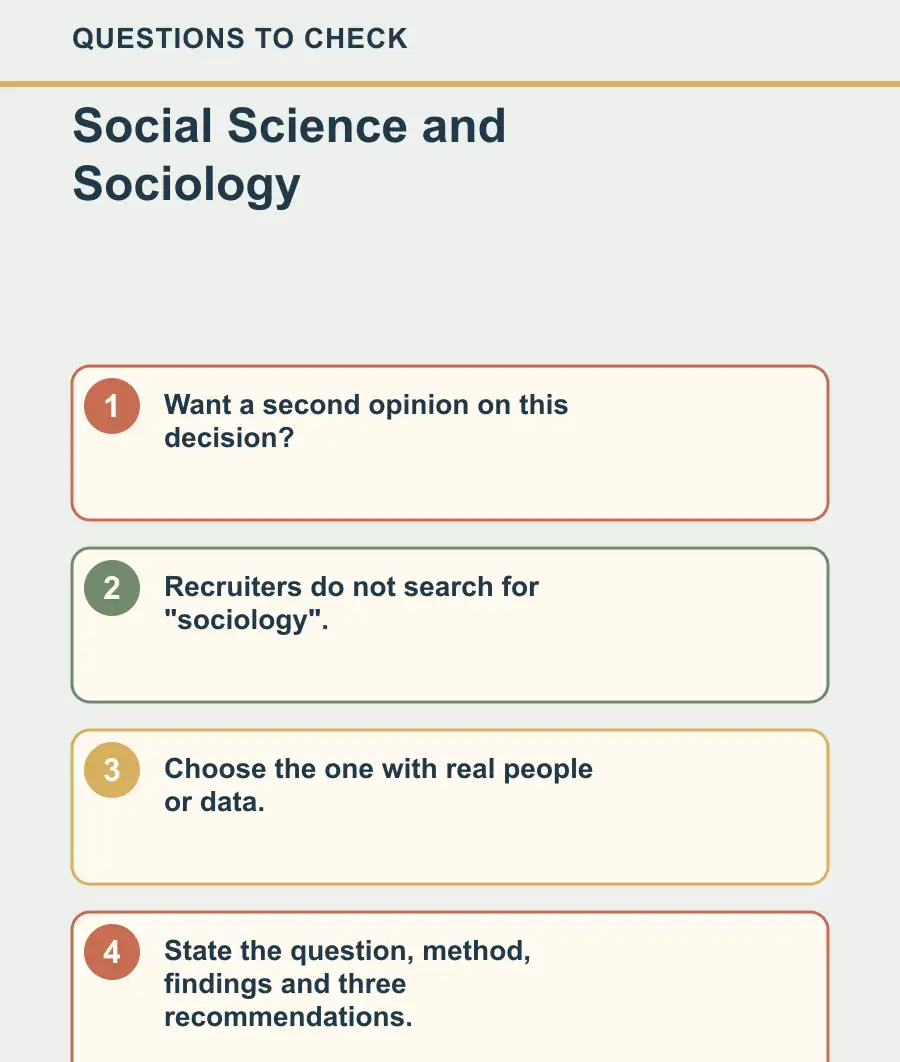 QUESTIONS TO CHECK
Social Science and
Sociology
1
Want a second opinion on this
decision?
2
Recruiters do not search for
"sociology".
3
Choose the one with real people
or data.
4
State the question, method,
findings and three
recommendations.